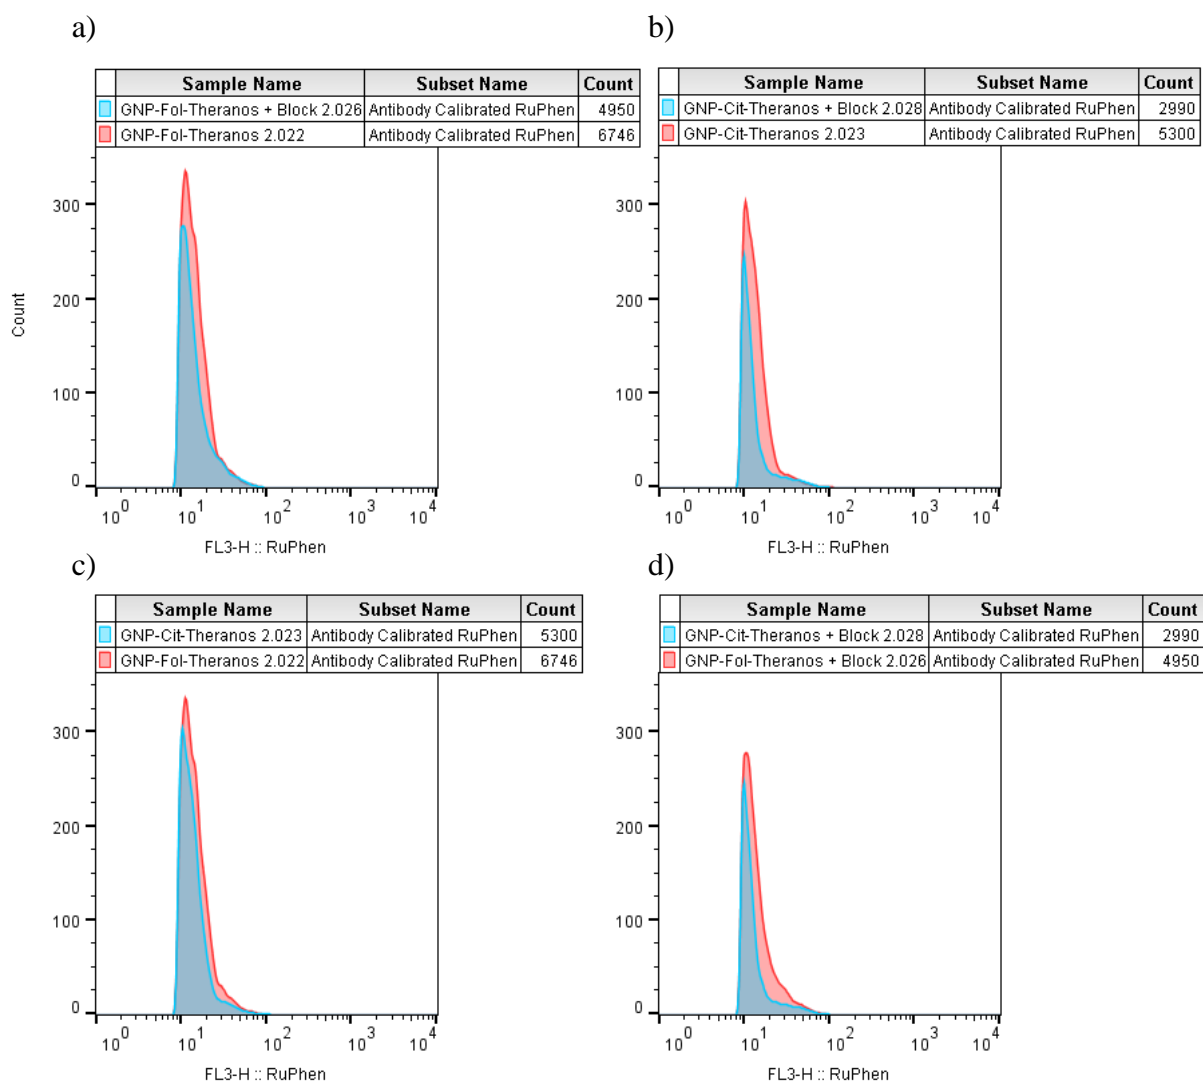 a)
Sample Name Subset Name Count
GNP-Fol-Theranos + Block 2.026 Antibody Calibrated RuPhen 4950
GNP-Fol-Theranos 2.022 Antibody Calibrated RuPhen 6746
Count
300
200
100
0
10^0 10^1 10^2 10^3 10^4
FL3-H :: RuPhen
b)
Sample Name Subset Name Count
GNP-Cit-Theranos + Block 2.028 Antibody Calibrated RuPhen 2990
GNP-Cit-Theranos 2.023 Antibody Calibrated RuPhen 5300
300
200
100
0
10^0 10^1 10^2 10^3 10^4
FL3-H :: RuPhen
c)
Sample Name Subset Name Count
GNP-Cit-Theranos 2.023 Antibody Calibrated RuPhen 5300
GNP-Fol-Theranos 2.022 Antibody Calibrated RuPhen 6746
300
200
100
0
10^0 10^1 10^2 10^3 10^4
FL3-H :: RuPhen
d)
Sample Name Subset Name Count
GNP-Cit-Theranos + Block 2.028 Antibody Calibrated RuPhen 2990
GNP-Fol-Theranos + Block 2.026 Antibody Calibrated RuPhen 4950
300
200
100
0
10^0 10^1 10^2 10^3 10^4
FL3-H :: RuPhen